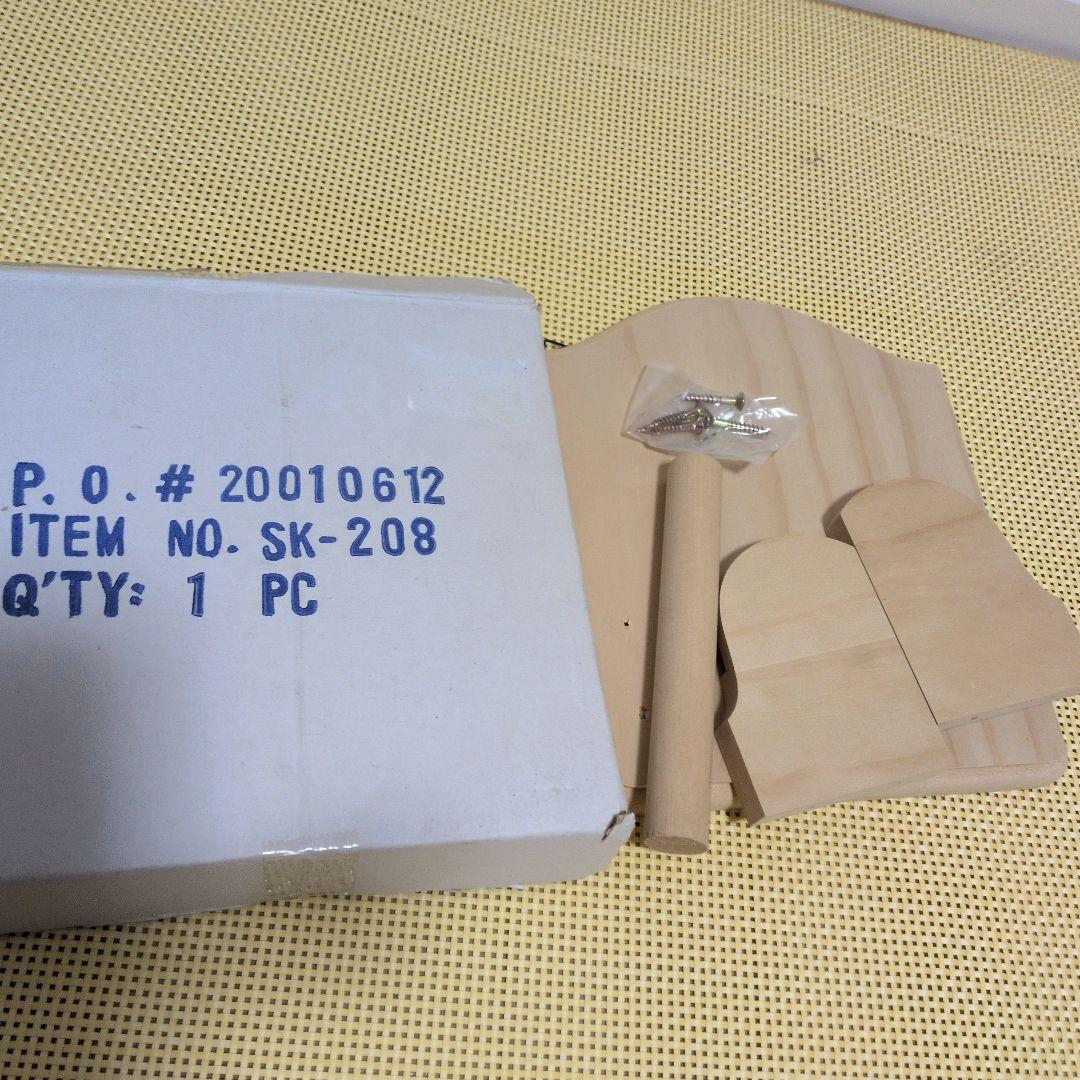 P.O.# 20010612
ITEM NO. SK-208
Q'TY: 1 PC